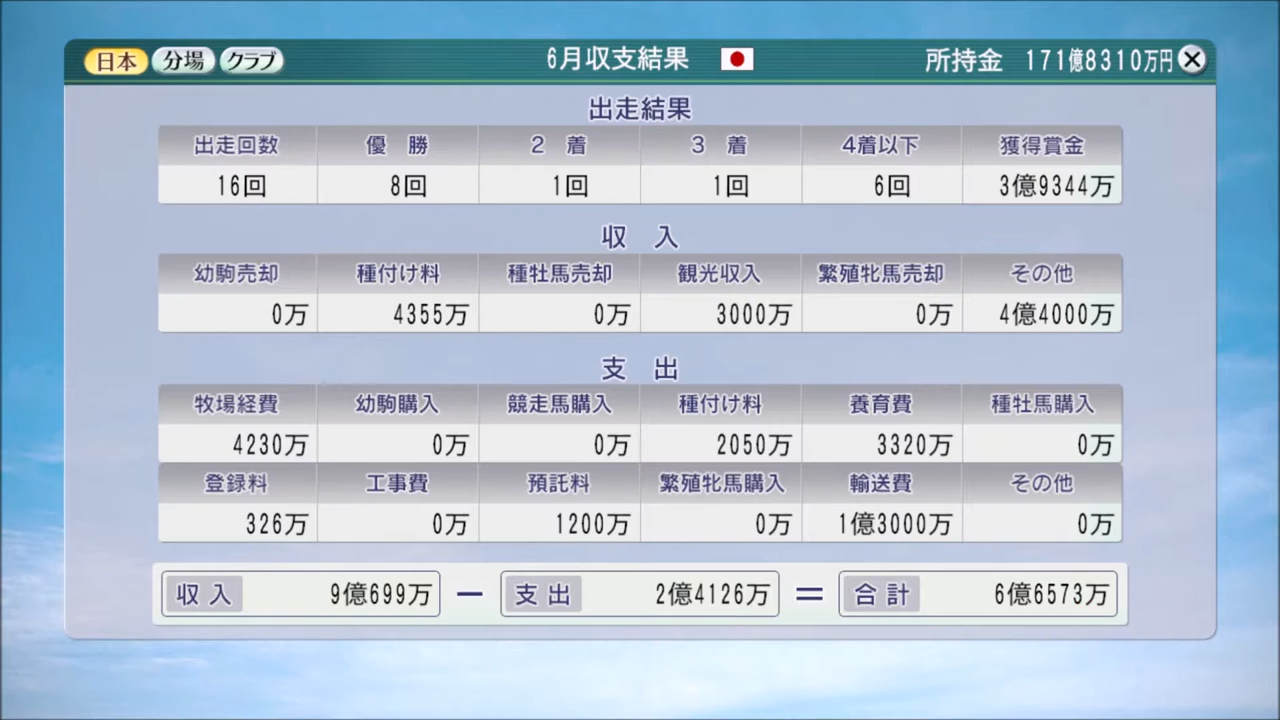 日本 分場 クラブ 6月収支結果 所持金 171億8310万円
出走結果
出走回数 優 勝 2 着 3 着 4着以下 獲得賞金
16回 8回 1回 1回 6回 3億9344万
収 入
幼駒売却 種付け料 種牡馬売却 観光収入 繁殖牝馬売却 その他
0万 4355万 0万 3000万 0万 4億4000万
支 出
牧場経費 幼駒購入 競走馬購入 種付け料 養育費 種牡馬購入
4230万 0万 0万 2050万 3320万 0万
登録料 工事費 預託料 繁殖牝馬購入 輸送費 その他
326万 0万 1200万 0万 1億3000万 0万
収 入 9億699万 － 支 出 2億4126万 ＝ 合 計 6億6573万